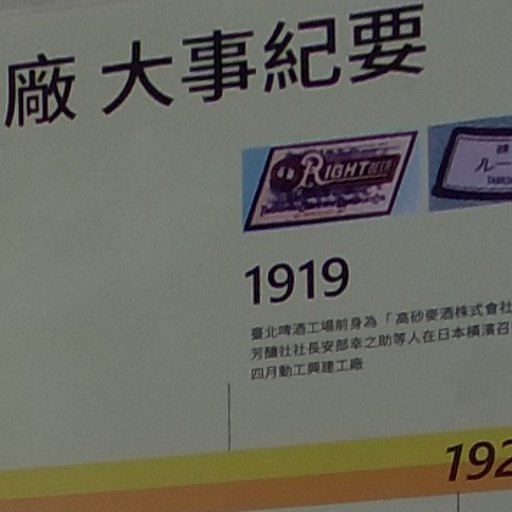 廠 大事紀要
RIGHT BEER
ルー
1919
臺北啤酒工場前身為「高砂麥酒株式會社
芳釀社社長安部幸之助等人在日本橫濱召
四月動工興建工廠
192